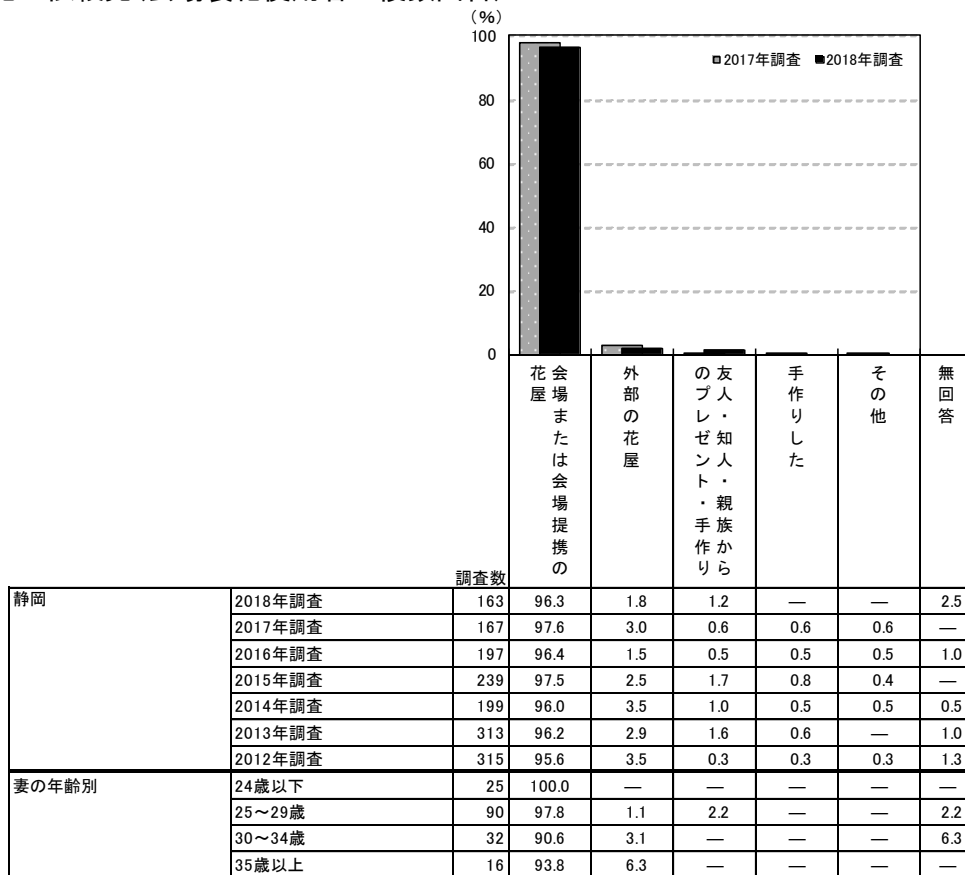 (%)
100
80
60
40
20
0
2017年調査 2018年調査
会場または会場提携の花屋
外部の花屋
友人・知人・親族からのプレゼント・手作り
手作りした
その他
無回答
調査数
静岡 2018年調査 163 96.3 1.8 1.2 — — 2.5
2017年調査 167 97.6 3.0 0.6 0.6 0.6 —
2016年調査 197 96.4 1.5 0.5 0.5 0.5 1.0
2015年調査 239 97.5 2.5 1.7 0.8 0.4 —
2014年調査 199 96.0 3.5 1.0 0.5 0.5 0.5
2013年調査 313 96.2 2.9 1.6 0.6 — 1.0
2012年調査 315 95.6 3.5 0.3 0.3 0.3 1.3
妻の年齢別 24歳以下 25 100.0 — — — — —
25～29歳 90 97.8 1.1 2.2 — — 2.2
30～34歳 32 90.6 3.1 — — — 6.3
35歳以上 16 93.8 6.3 — — — —